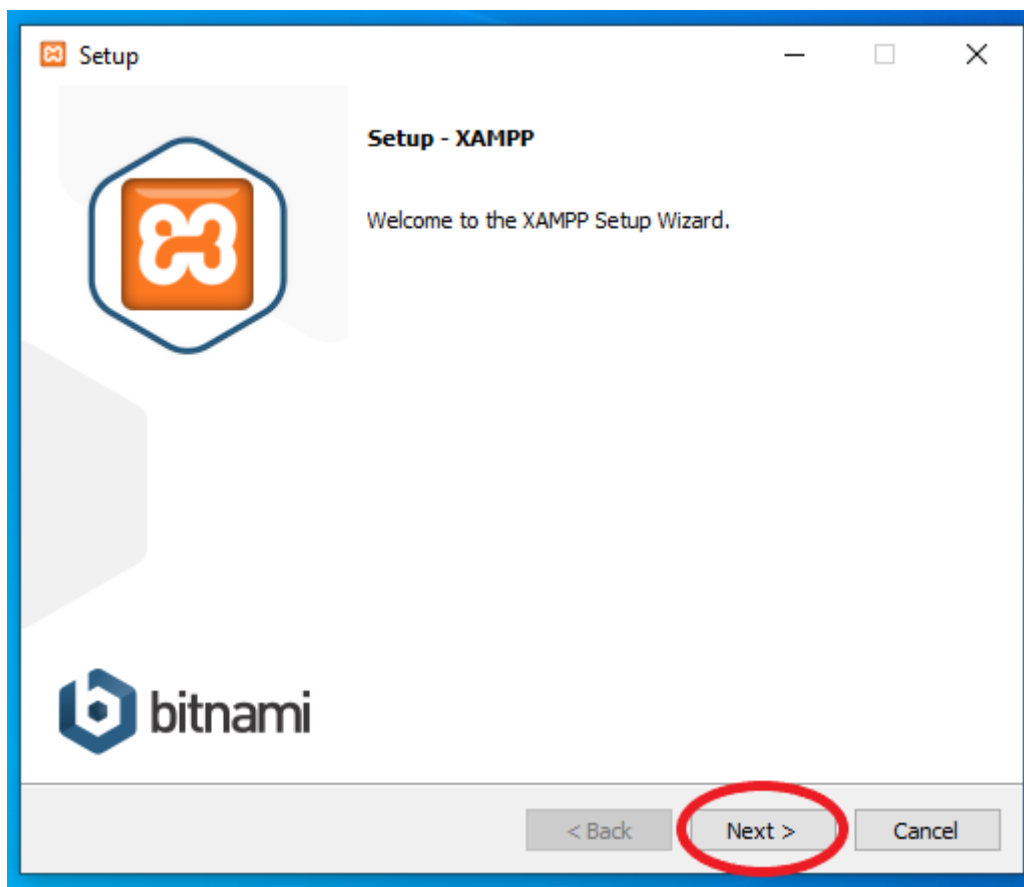 Setup
Setup - XAMPP
Welcome to the XAMPP Setup Wizard.
bitnami
< Back
Next >
Cancel